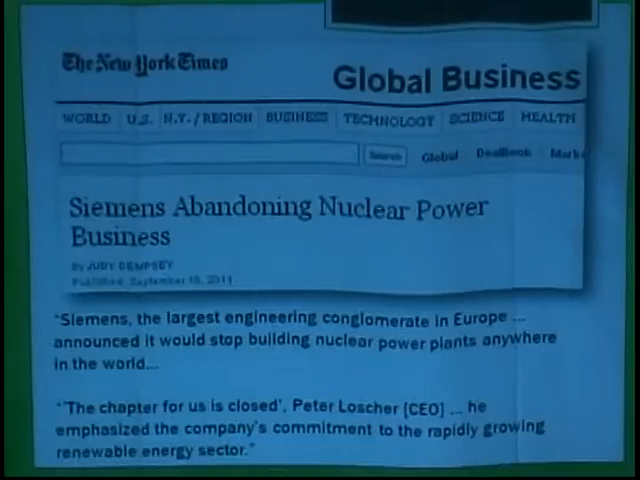 The New York Times
Global Business
WORLD U.S. N.Y. / REGION BUSINESS TECHNOLOGY SCIENCE HEALTH
Search Global DealBook Mark
Siemens Abandoning Nuclear Power
Business
By JUDY DEMPSEY
Published: September 18, 2011
"Siemens, the largest engineering conglomerate in Europe ...
announced it would stop building nuclear power plants anywhere
in the world...
"'The chapter for us is closed', Peter Loscher [CEO] ... he
emphasized the company's commitment to the rapidly growing
renewable energy sector."